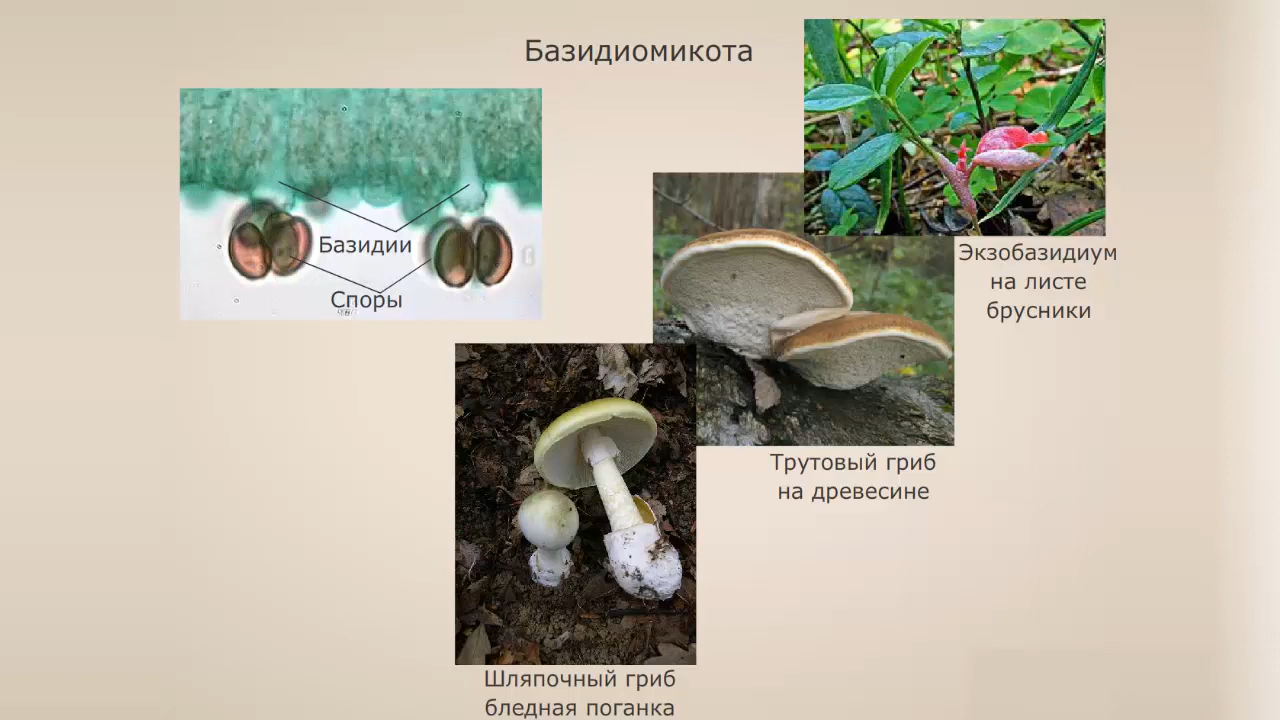 Базидиомикота
Базидии
Споры
Экзобазидиум
на листе
брусники
Трутовый гриб
на древесине
Шляпочный гриб
бледная поганка